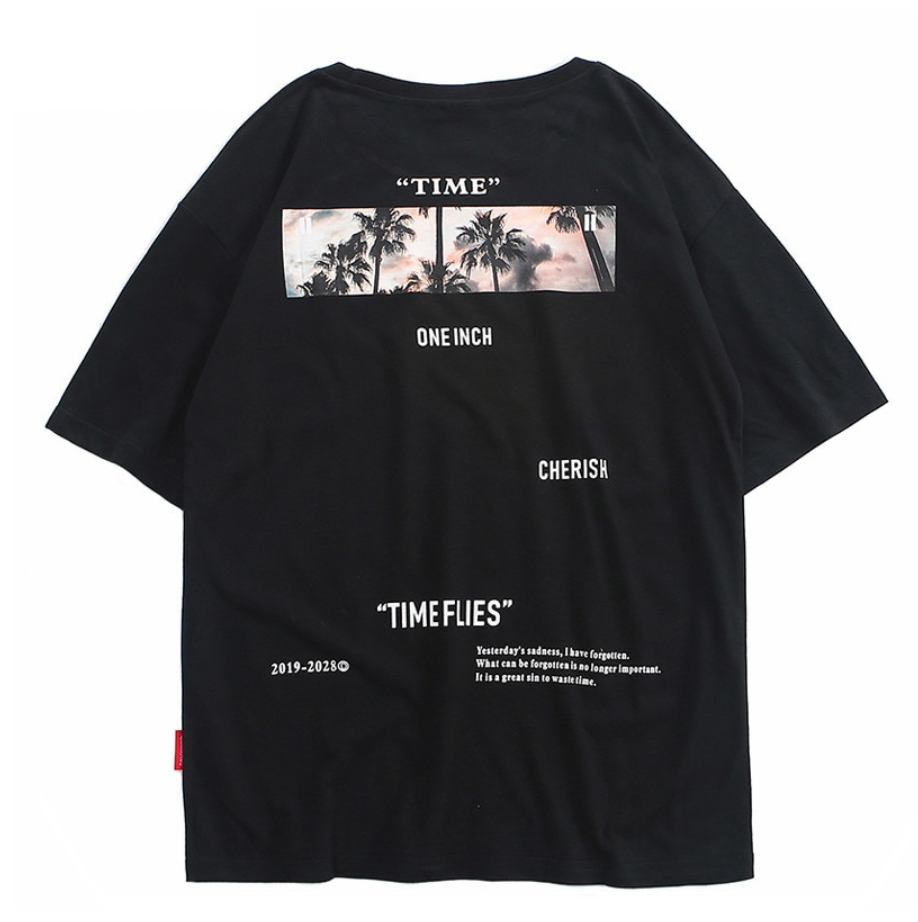 “TIME”
ONE INCH
CHERISH
“TIME FLIES”
2019-2028©
Yesterday's sadness, I have forgotten.
What can be forgotten is no longer important.
It is a great sin to waste time.